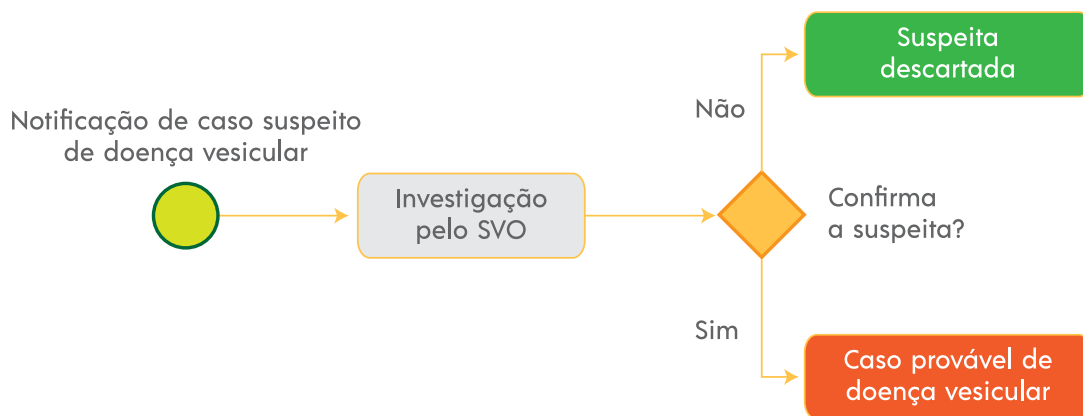 Notificação de caso suspeito
de doença vesicular
Investigação
pelo SVO
Confirma
a suspeita?
Não
Suspeita
descartada
Sim
Caso provável de
doença vesicular